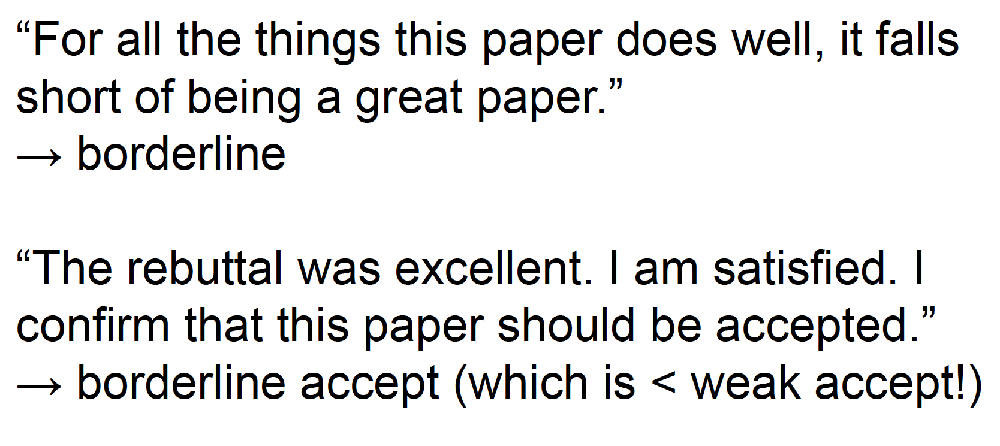 “For all the things this paper does well, it falls
short of being a great paper.”
→ borderline
“The rebuttal was excellent. I am satisfied. I
confirm that this paper should be accepted.”
→ borderline accept (which is < weak accept!)